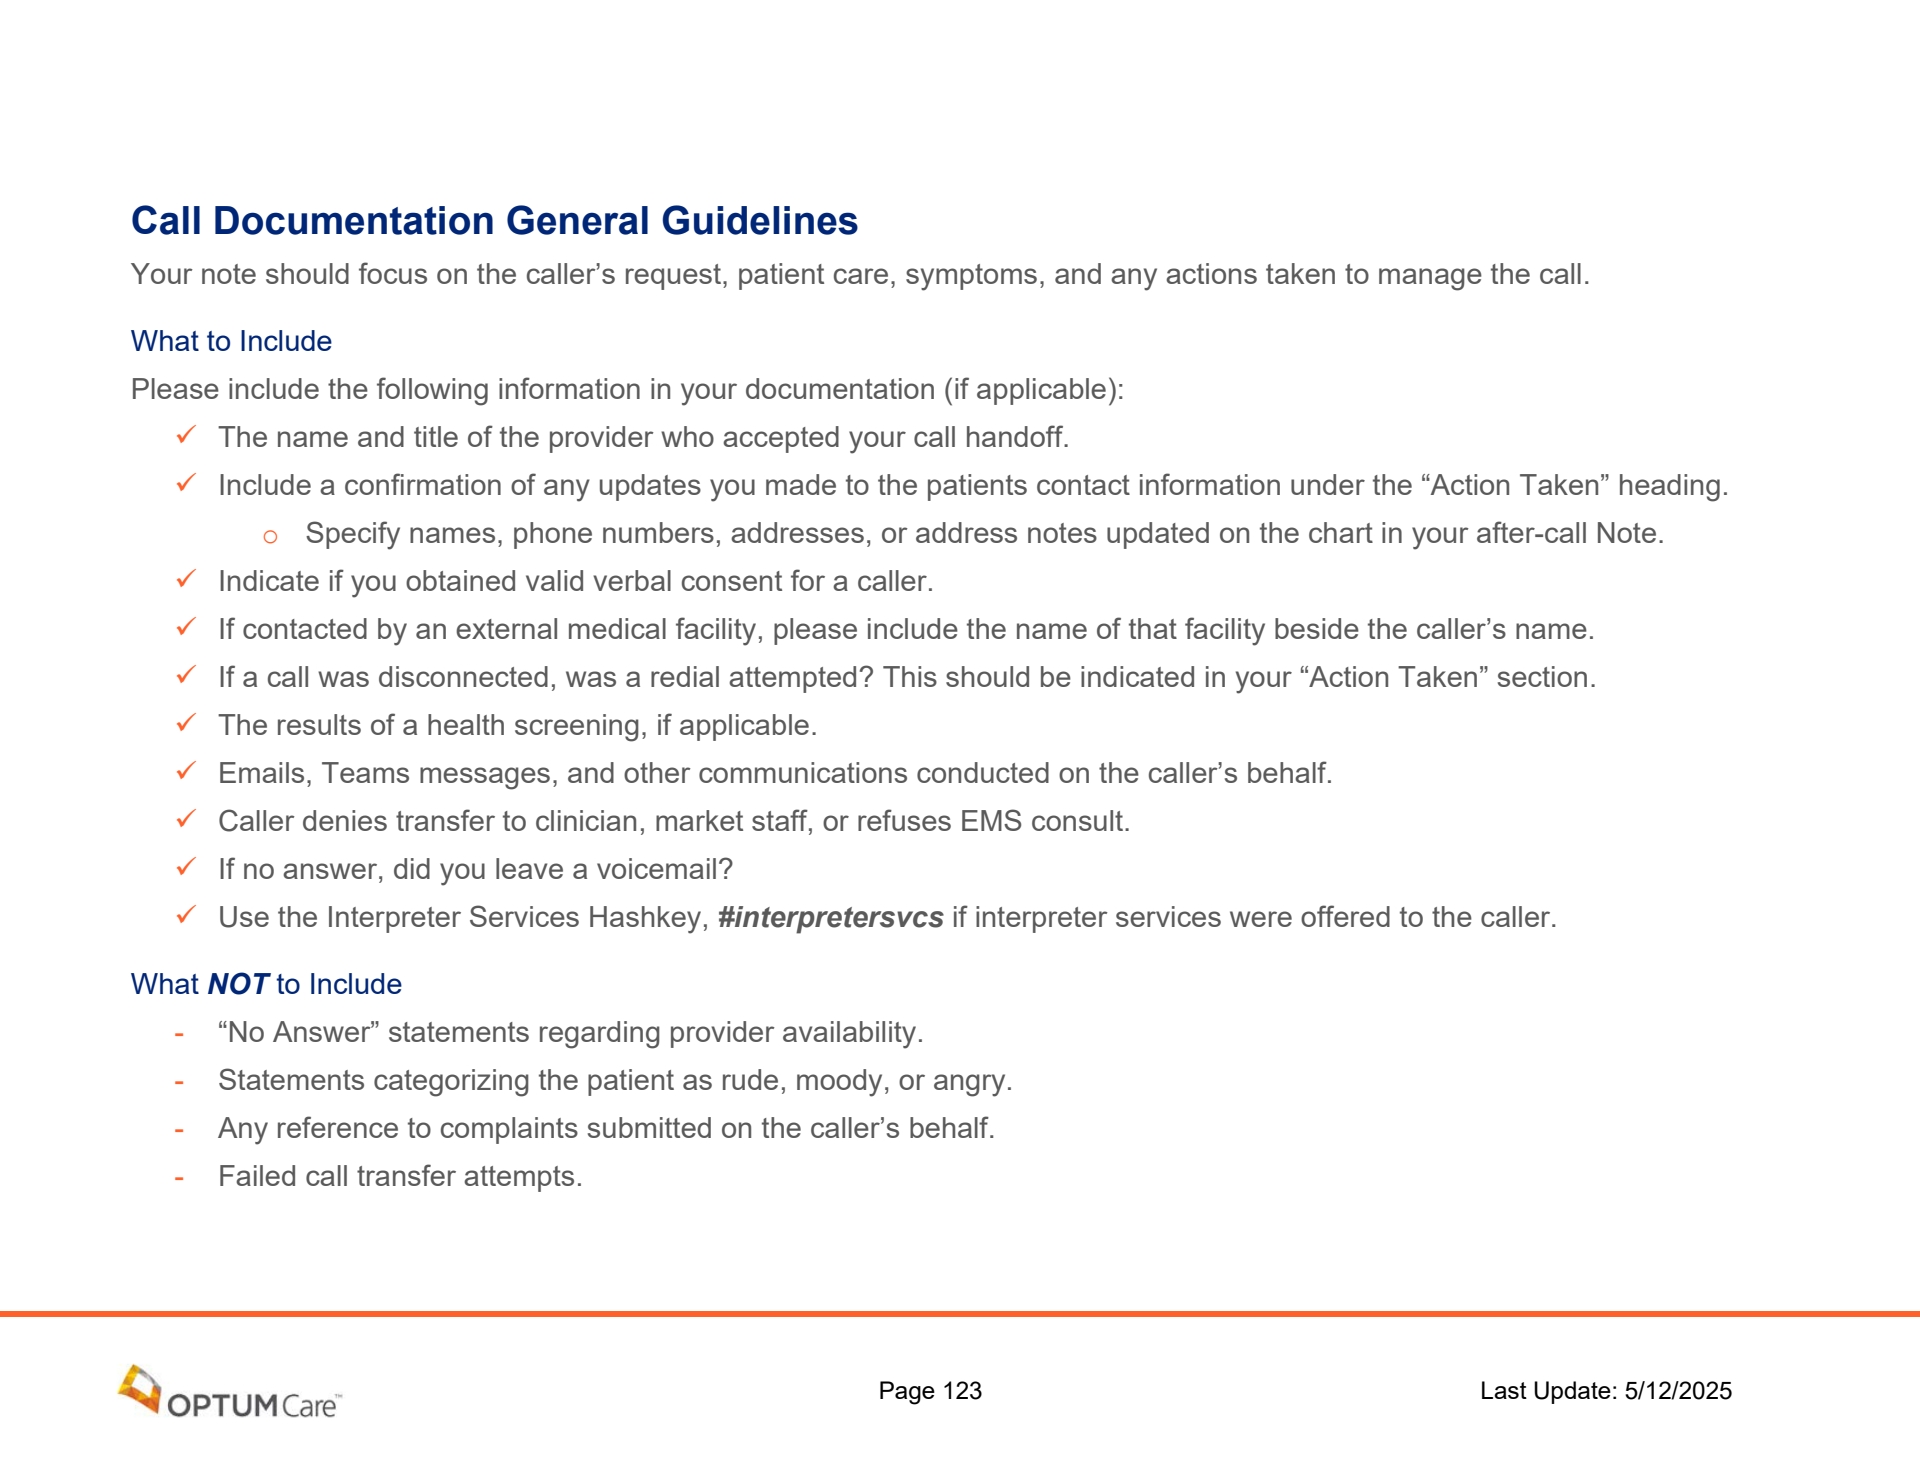 Call Documentation General Guidelines
Your note should focus on the caller’s request, patient care, symptoms, and any actions taken to manage the call.
What to Include
Please include the following information in your documentation (if applicable):
✓ The name and title of the provider who accepted your call handoff.
✓ Include a confirmation of any updates you made to the patients contact information under the “Action Taken” heading.
o Specify names, phone numbers, addresses, or address notes updated on the chart in your after-call Note.
✓ Indicate if you obtained valid verbal consent for a caller.
✓ If contacted by an external medical facility, please include the name of that facility beside the caller’s name.
✓ If a call was disconnected, was a redial attempted? This should be indicated in your “Action Taken” section.
✓ The results of a health screening, if applicable.
✓ Emails, Teams messages, and other communications conducted on the caller’s behalf.
✓ Caller denies transfer to clinician, market staff, or refuses EMS consult.
✓ If no answer, did you leave a voicemail?
✓ Use the Interpreter Services Hashkey, #interpretersvcs if interpreter services were offered to the caller.
What NOT to Include
- “No Answer” statements regarding provider availability.
- Statements categorizing the patient as rude, moody, or angry.
- Any reference to complaints submitted on the caller’s behalf.
- Failed call transfer attempts.
OPTUM Care™
Page 123
Last Update: 5/12/2025